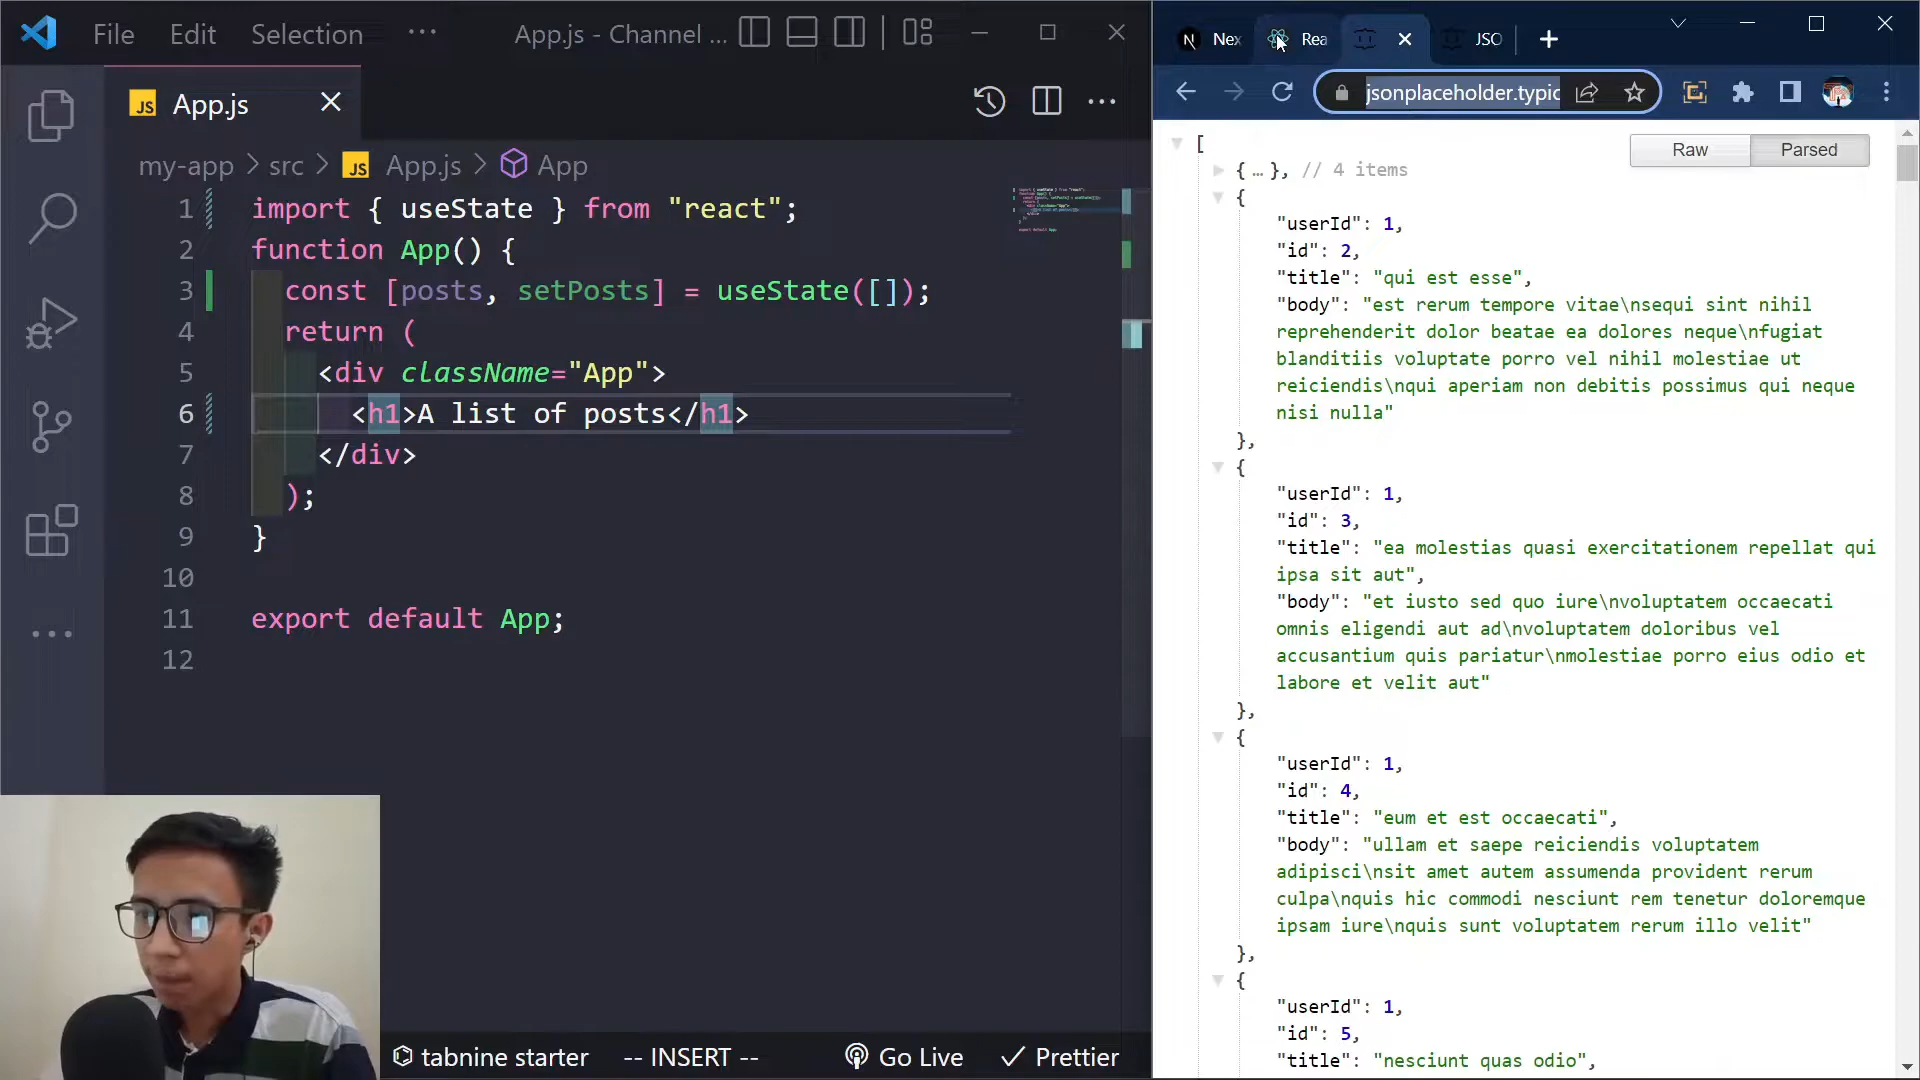 File Edit Selection ··· App.js - Channel ...
JS App.js
my-app > src > JS App.js > App
1 import { useState } from "react";
2 function App() {
3 const [posts, setPosts] = useState([]);
4 return (
5 <div className="App">
6 <h1>A list of posts</h1>
7 </div>
8 );
9 }
10
11 export default App;
12
tabnine starter -- INSERT -- Go Live Prettier
N Nex Rea JSO
jsonplaceholder.typic
Raw Parsed
[
{ … }, // 4 items
{
"userId": 1,
"id": 2,
"title": "qui est esse",
"body": "est rerum tempore vitae\nsequi sint nihil
reprehenderit dolor beatae ea dolores neque\nfugiat
blanditiis voluptate porro vel nihil molestiae ut
reiciendis\nqui aperiam non debitis possimus qui neque
nisi nulla"
},
{
"userId": 1,
"id": 3,
"title": "ea molestias quasi exercitationem repellat qui
ipsa sit aut",
"body": "et iusto sed quo iure\nvoluptatem occaecati
omnis eligendi aut ad\nvoluptatem doloribus vel
accusantium quis pariatur\nmolestiae porro eius odio et
labore et velit aut"
},
{
"userId": 1,
"id": 4,
"title": "eum et est occaecati",
"body": "ullam et saepe reiciendis voluptatem
adipisci\nsit amet autem assumenda provident rerum
culpa\nquis hic commodi nesciunt rem tenetur doloremque
ipsam iure\nquis sunt voluptatem rerum illo velit"
},
{
"userId": 1,
"id": 5,
"title": "nesciunt quas odio",